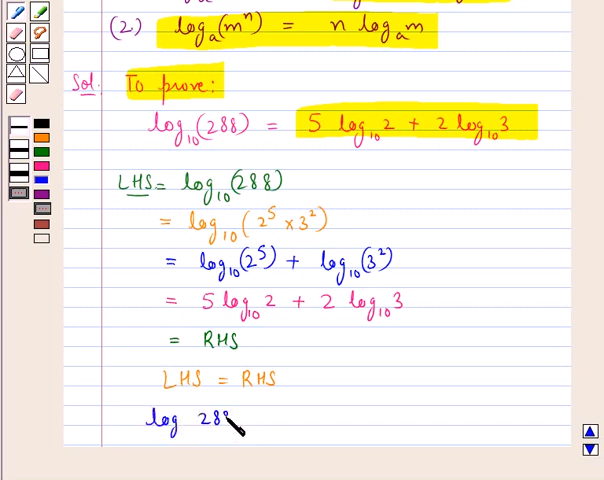 (2) logₐ(mⁿ) = n logₐm
Sol: To prove:
log₁₀(288) = 5 log₁₀2 + 2 log₁₀3
LHS = log₁₀(288)
= log₁₀(2⁵ × 3²)
= log₁₀(2⁵) + log₁₀(3²)
= 5 log₁₀2 + 2 log₁₀3
= RHS
LHS = RHS
log 288